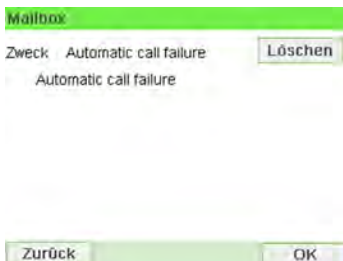 Mailbox
Zweck Automatic call failure Löschen
Automatic call failure
Zurück OK